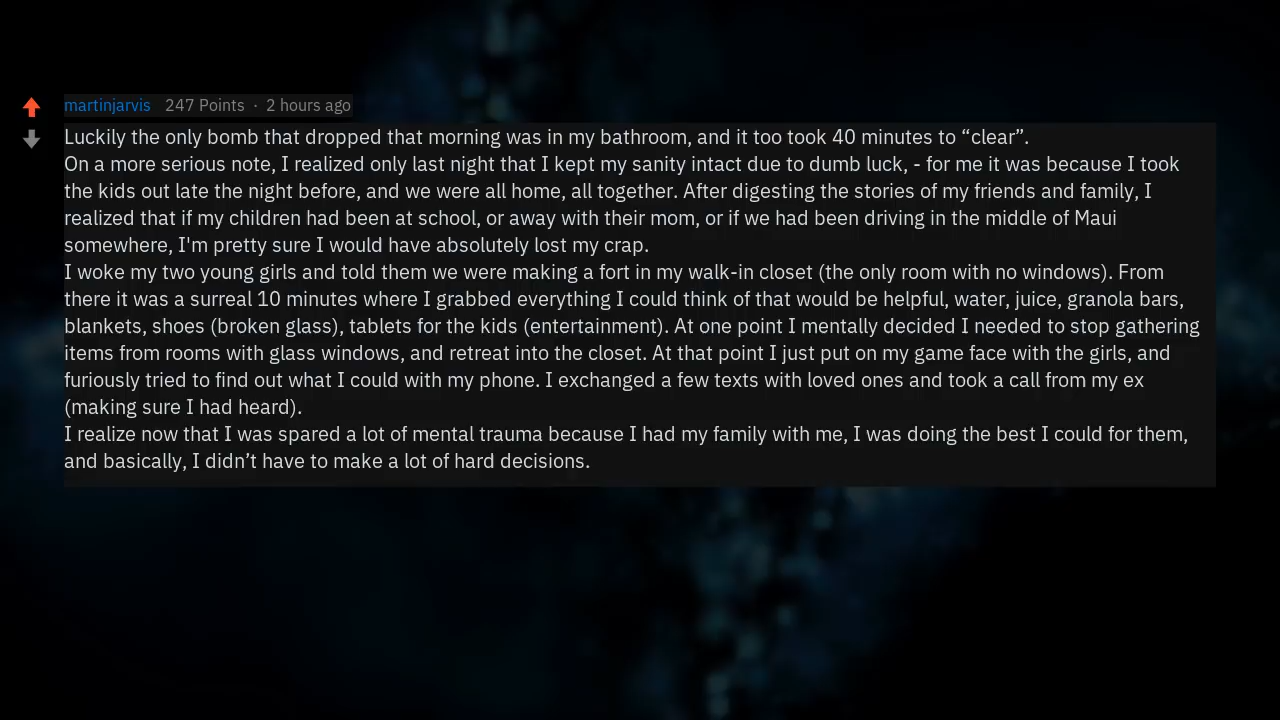 martinjarvis 247 Points · 2 hours ago
Luckily the only bomb that dropped that morning was in my bathroom, and it too took 40 minutes to “clear”.
On a more serious note, I realized only last night that I kept my sanity intact due to dumb luck, - for me it was because I took
the kids out late the night before, and we were all home, all together. After digesting the stories of my friends and family, I
realized that if my children had been at school, or away with their mom, or if we had been driving in the middle of Maui
somewhere, I'm pretty sure I would have absolutely lost my crap.
I woke my two young girls and told them we were making a fort in my walk-in closet (the only room with no windows). From
there it was a surreal 10 minutes where I grabbed everything I could think of that would be helpful, water, juice, granola bars,
blankets, shoes (broken glass), tablets for the kids (entertainment). At one point I mentally decided I needed to stop gathering
items from rooms with glass windows, and retreat into the closet. At that point I just put on my game face with the girls, and
furiously tried to find out what I could with my phone. I exchanged a few texts with loved ones and took a call from my ex
(making sure I had heard).
I realize now that I was spared a lot of mental trauma because I had my family with me, I was doing the best I could for them,
and basically, I didn’t have to make a lot of hard decisions.